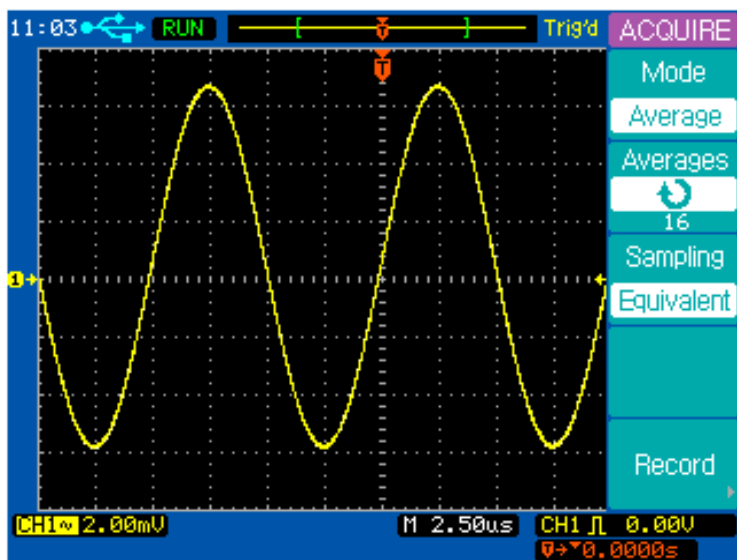 11:03 RUN T Trig'd ACQUIRE
T
Mode
Average
Averages
16
1
Sampling
Equivalent
Record
CH1~ 2.00mV M 2.50us CH1 0.00V
T→▼0.0000s